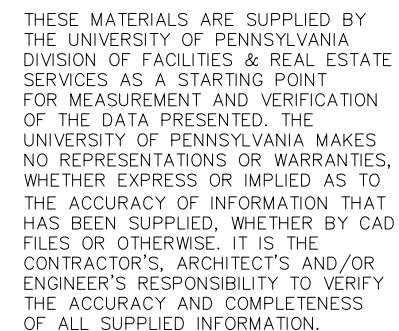 THESE MATERIALS ARE SUPPLIED BY
THE UNIVERSITY OF PENNSYLVANIA
DIVISION OF FACILITIES & REAL ESTATE
SERVICES AS A STARTING POINT
FOR MEASUREMENT AND VERIFICATION
OF THE DATA PRESENTED. THE
UNIVERSITY OF PENNSYLVANIA MAKES
NO REPRESENTATIONS OR WARRANTIES,
WHETHER EXPRESS OR IMPLIED AS TO
THE ACCURACY OF INFORMATION THAT
HAS BEEN SUPPLIED, WHETHER BY CAD
FILES OR OTHERWISE. IT IS THE
CONTRACTOR'S, ARCHITECT'S AND/OR
ENGINEER'S RESPONSIBILITY TO VERIFY
THE ACCURACY AND COMPLETENESS
OF ALL SUPPLIED INFORMATION.